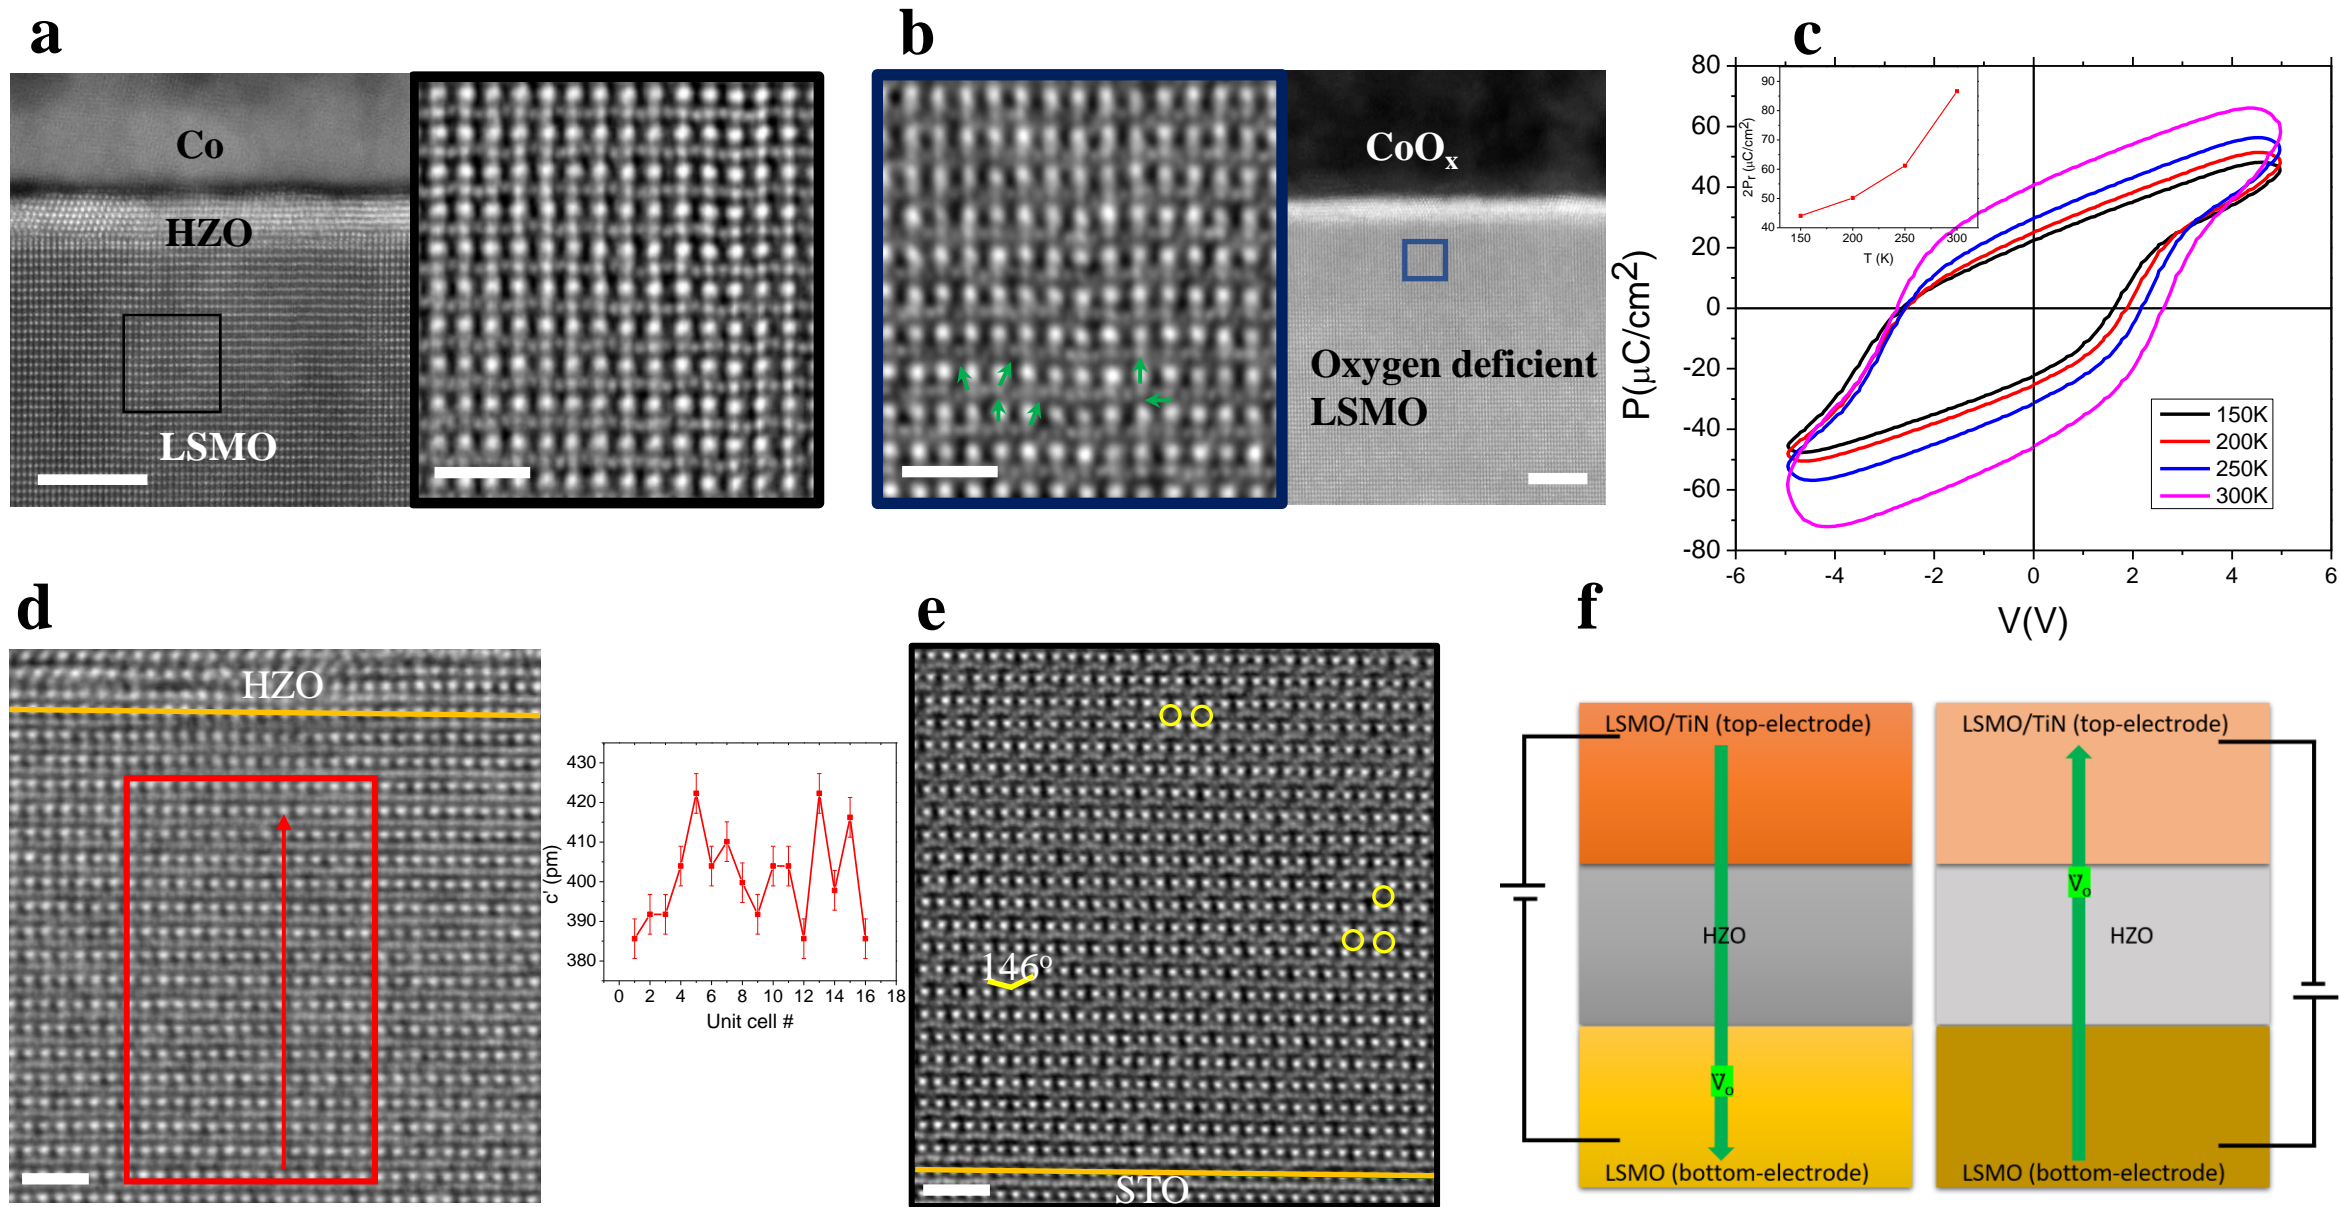 a
Co
HZO
LSMO
b
CoOx
Oxygen deficient
LSMO
c
80
60
40
20
0
-20
-40
-60
-80
P(μC/cm2)
-6
-4
-2
0
2
4
6
V(V)
90
80
70
60
50
40
2Pr (μC/cm2)
150
200
250
300
T (K)
150K
200K
250K
300K
d
HZO
430
420
410
400
390
380
c' (pm)
0 2 4 6 8 10 12 14 16 18
Unit cell #
e
146o
STO
f
LSMO/TiN (top-electrode)
HZO
V̈o
LSMO (bottom-electrode)
LSMO/TiN (top-electrode)
V̈o
HZO
LSMO (bottom-electrode)